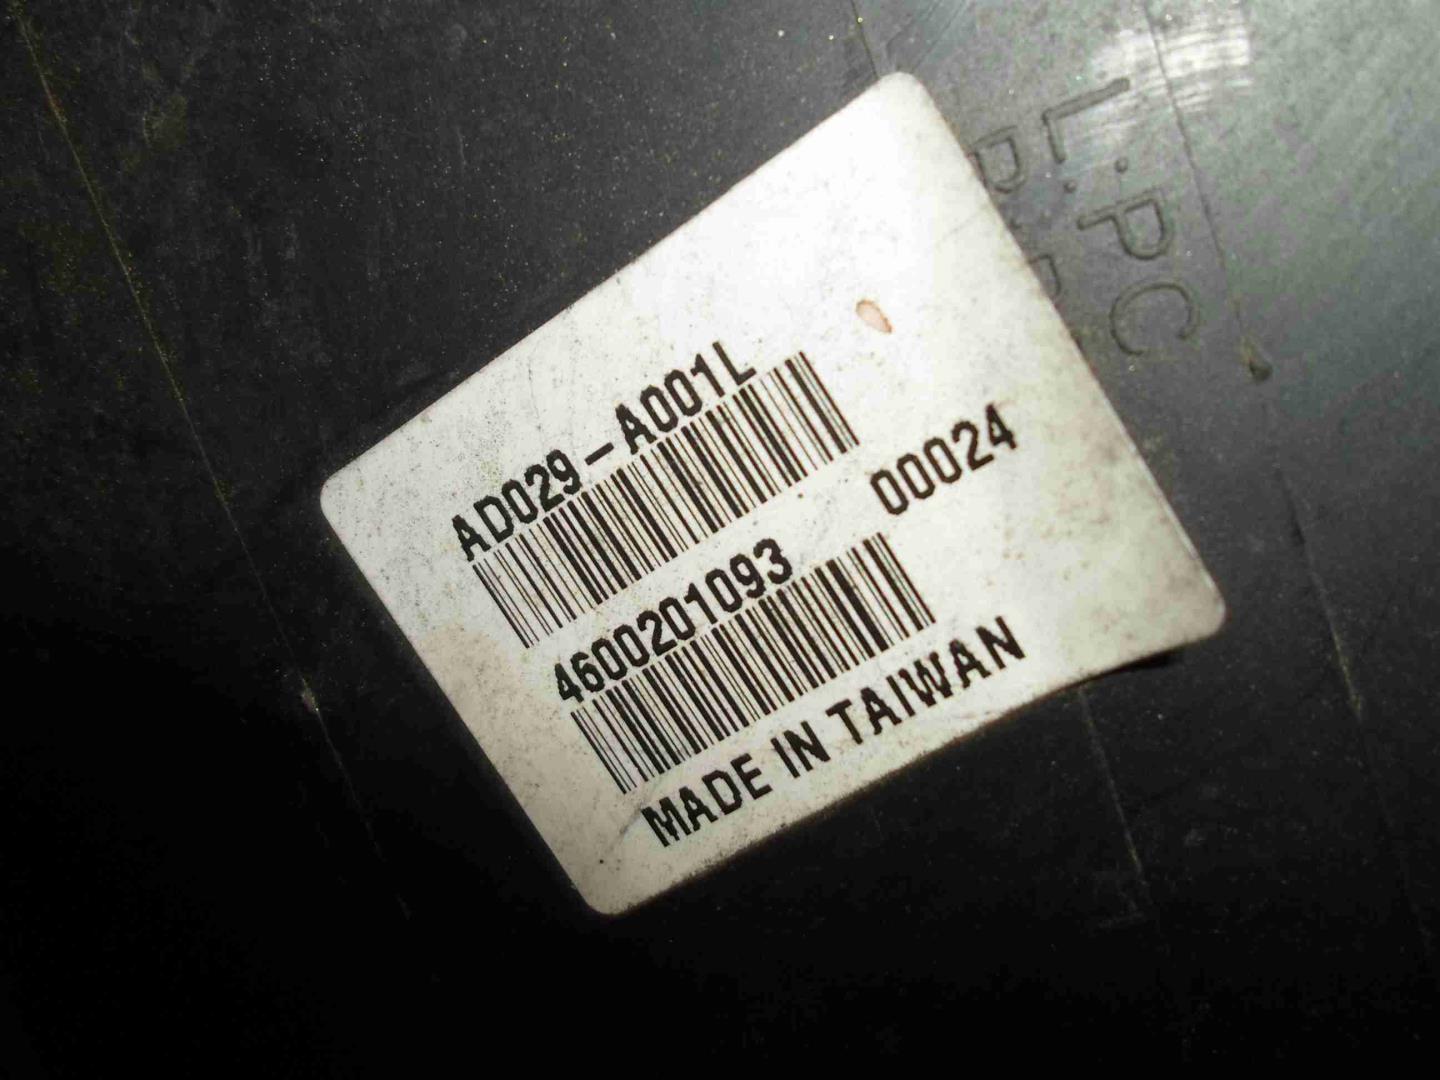 AD029-A001L
00024
4600201093
MADE IN TAIWAN
L.PC